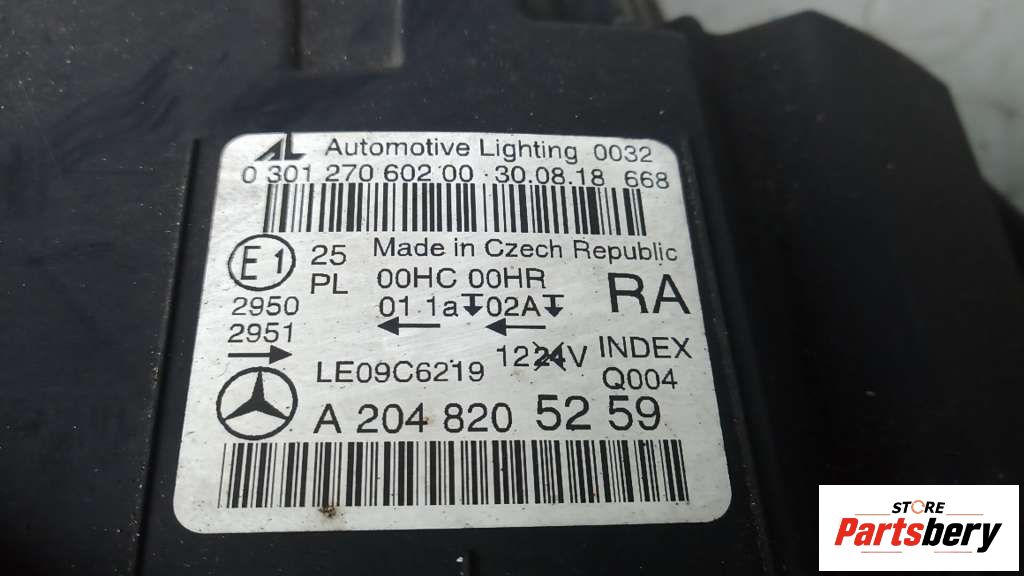 AL Automotive Lighting 0032
0 301 270 602 00 · 30.08.18 668
E1 25 Made in Czech Republic
PL 00HC 00HR RA
2950 01 1a 02A
2951
LE09C6219 1224V INDEX
Q004
A 204 820 52 59
STORE
Partsbery